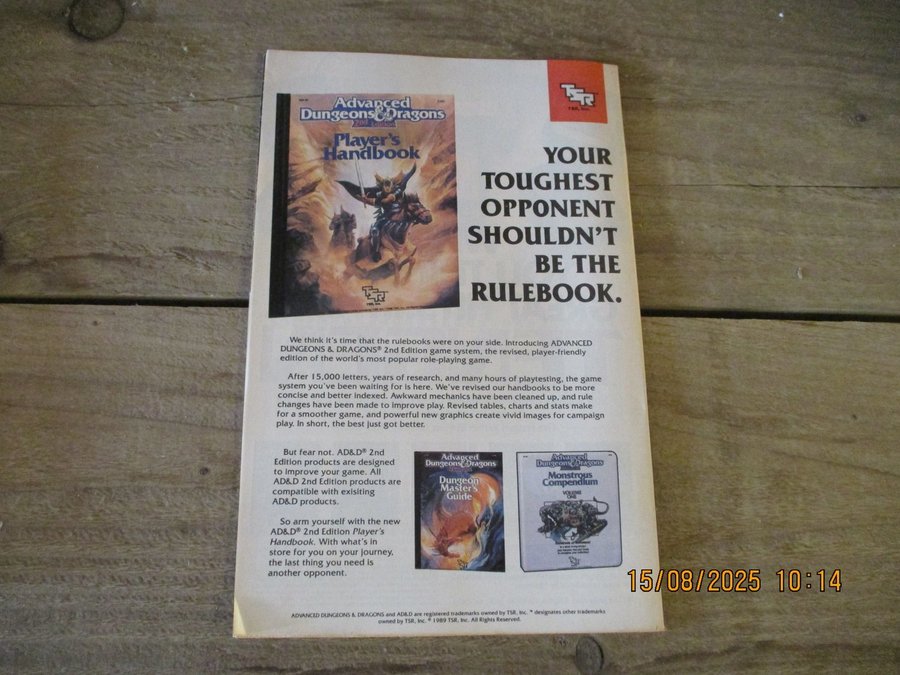 TSR
TSR, Inc.
Advanced
Dungeons & Dragons
2nd Edition
Player's
Handbook
TSR
TSR, Inc.
YOUR
TOUGHEST
OPPONENT
SHOULDN'T
BE THE
RULEBOOK.
We think it's time that the rulebooks were on your side. Introducing ADVANCED
DUNGEONS & DRAGONS® 2nd Edition game system, the revised, player-friendly
edition of the world's most popular role-playing game.
After 15,000 letters, years of research, and many hours of playtesting, the game
system you've been waiting for is here. We've revised our handbooks to be more
concise and better indexed. Awkward mechanics have been cleaned up, and rule
changes have been made to improve play. Revised tables, charts and stats make
for a smoother game, and powerful new graphics create vivid images for campaign
play. In short, the best just got better.
But fear not. AD&D® 2nd
Edition products are designed
to improve your game. All
AD&D 2nd Edition products are
compatible with exisiting
AD&D products.
So arm yourself with the new
AD&D® 2nd Edition Player's
Handbook. With what's in
store for you on your journey,
the last thing you need is
another opponent.
Advanced
Dungeons & Dragons
Dungeon
Master's
Guide
Advanced
Dungeons & Dragons
Monstrous
Compendium
VOLUME
ONE
ADVANCED DUNGEONS & DRAGONS and AD&D are registered trademarks owned by TSR, Inc. ™ designates other trademarks
owned by TSR, Inc. © 1989 TSR, Inc. All Rights Reserved.
15/08/2025 10:14